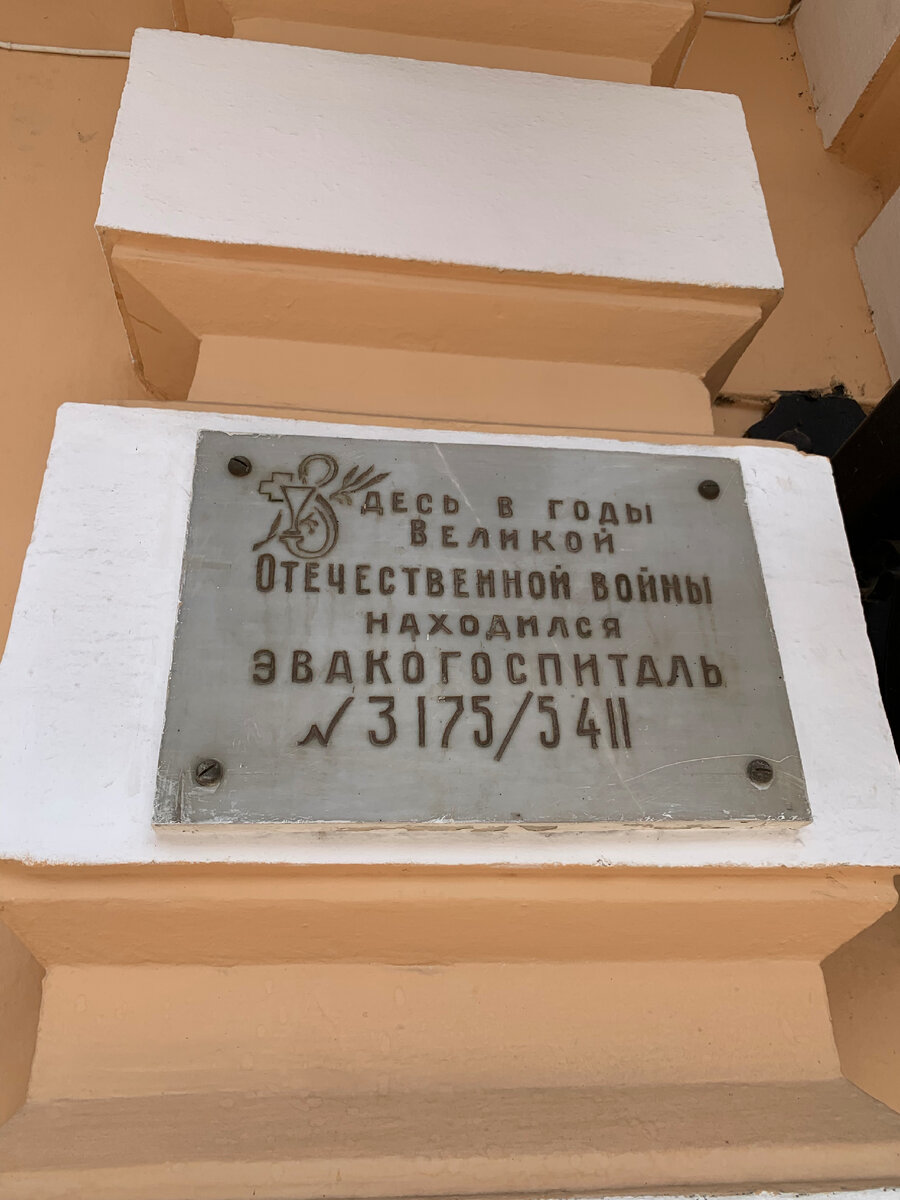 Здесь в годы
Великой
Отечественной войны
находился
эвакогоспиталь
№ 3175/5411